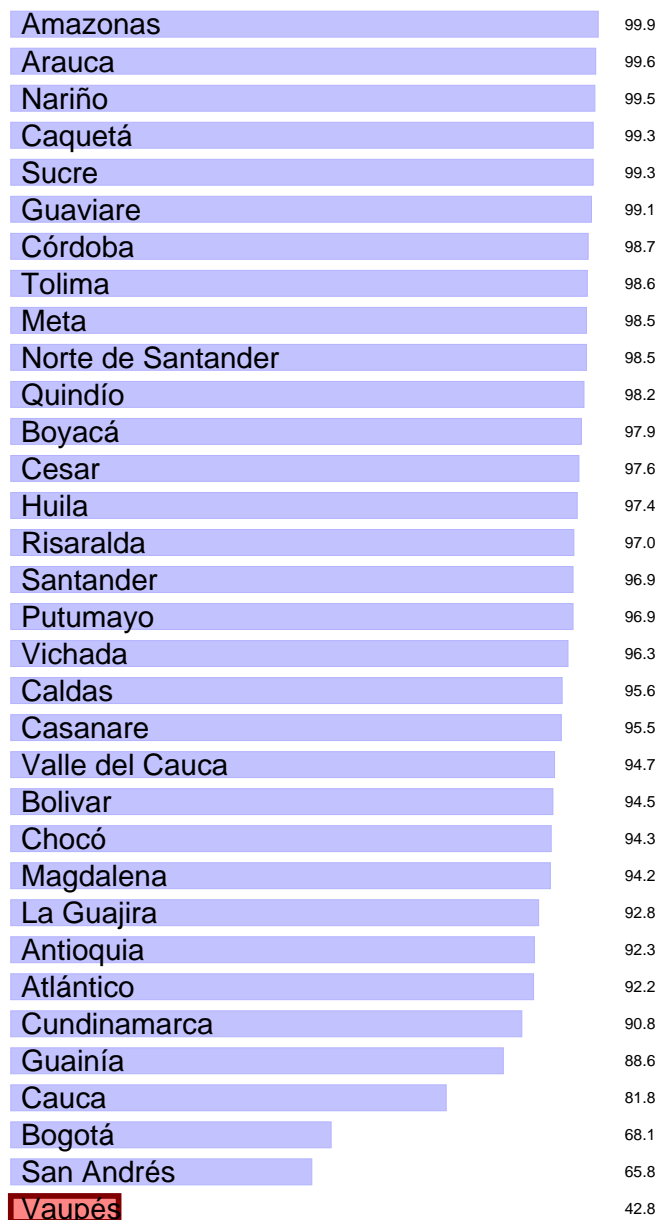 Amazonas 99.9
Arauca 99.6
Nariño 99.5
Caquetá 99.3
Sucre 99.3
Guaviare 99.1
Córdoba 98.7
Tolima 98.6
Meta 98.5
Norte de Santander 98.5
Quindío 98.2
Boyacá 97.9
Cesar 97.6
Huila 97.4
Risaralda 97.0
Santander 96.9
Putumayo 96.9
Vichada 96.3
Caldas 95.6
Casanare 95.5
Valle del Cauca 94.7
Bolivar 94.5
Chocó 94.3
Magdalena 94.2
La Guajira 92.8
Antioquia 92.3
Atlántico 92.2
Cundinamarca 90.8
Guainía 88.6
Cauca 81.8
Bogotá 68.1
San Andrés 65.8
Vaupés 42.8